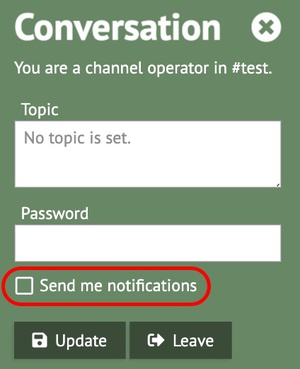 Conversation
You are a channel operator in #test.
Topic
No topic is set.
Password
Send me notifications
Update Leave